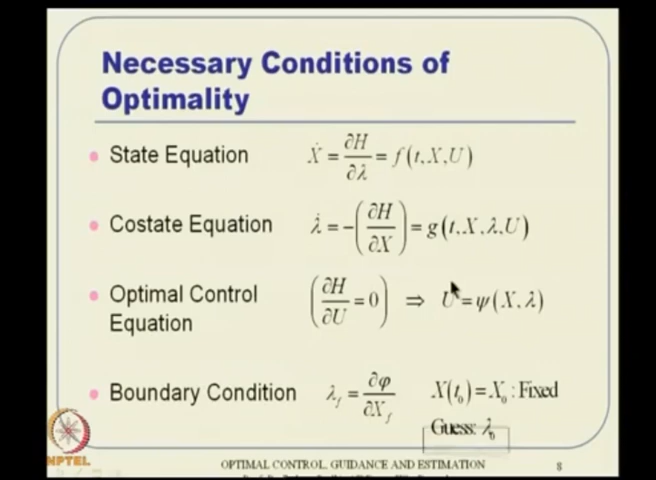 Necessary Conditions of
Optimality
State Equation Ẋ = ∂H/∂λ = f(t, X, U)
Costate Equation λ̇ = -(∂H/∂X) = g(t, X, λ, U)
Optimal Control (∂H/∂U = 0) ⇒ U = ψ(X, λ)
Equation
Boundary Condition λ_f = ∂φ/∂X_f X(t₀) = X₀ : Fixed
Guess: λ₀
NPTEL
OPTIMAL CONTROL, GUIDANCE AND ESTIMATION 8